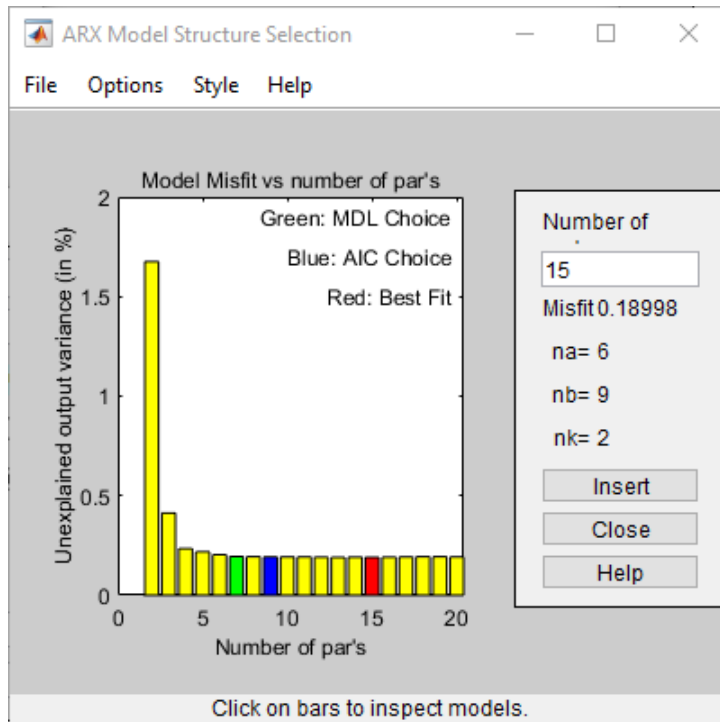 ARX Model Structure Selection
File Options Style Help
Model Misfit vs number of par's
2
1.5
1
0.5
0
Unexplained output variance (in %)
Green: MDL Choice
Blue: AIC Choice
Red: Best Fit
0 5 10 15 20
Number of par's
Number of
15
Misfit 0.18998
na= 6
nb= 9
nk= 2
Insert
Close
Help
Click on bars to inspect models.